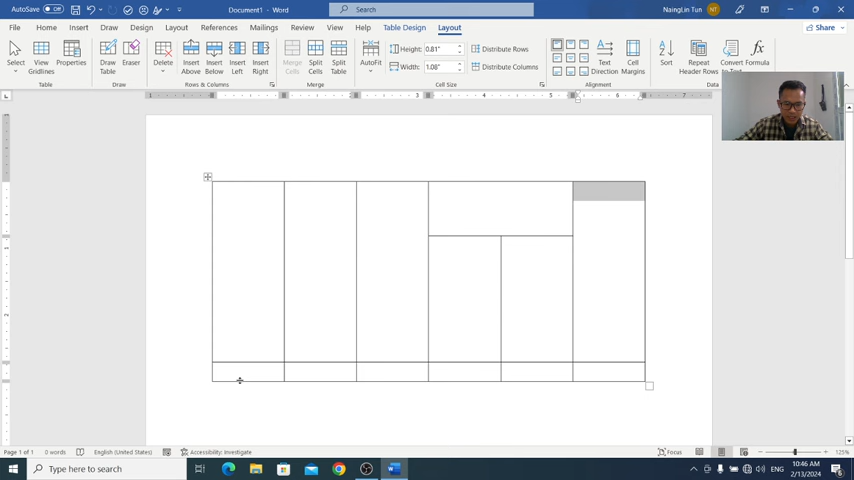 AutoSave Off
Document1 - Word
Search
NaingLin Tun
NT
File Home Insert Draw Design Layout References Mailings Review View Help Table Design Layout
Share
Select
View Gridlines
Properties
Draw Table
Eraser
Delete
Insert Above
Insert Below
Insert Left
Insert Right
Merge Cells
Split Cells
Split Table
AutoFit
Height: 0.81"
Width: 1.08"
Distribute Rows
Distribute Columns
Text Direction
Cell Margins
Sort
Repeat Header Rows
Convert to Text
Formula
Table Draw Rows & Columns Merge Cell Size Alignment Data
Page 1 of 1 0 words English (United States) Accessibility: Investigate
Focus
125%
Type here to search
ENG
10:46 AM
2/13/2024